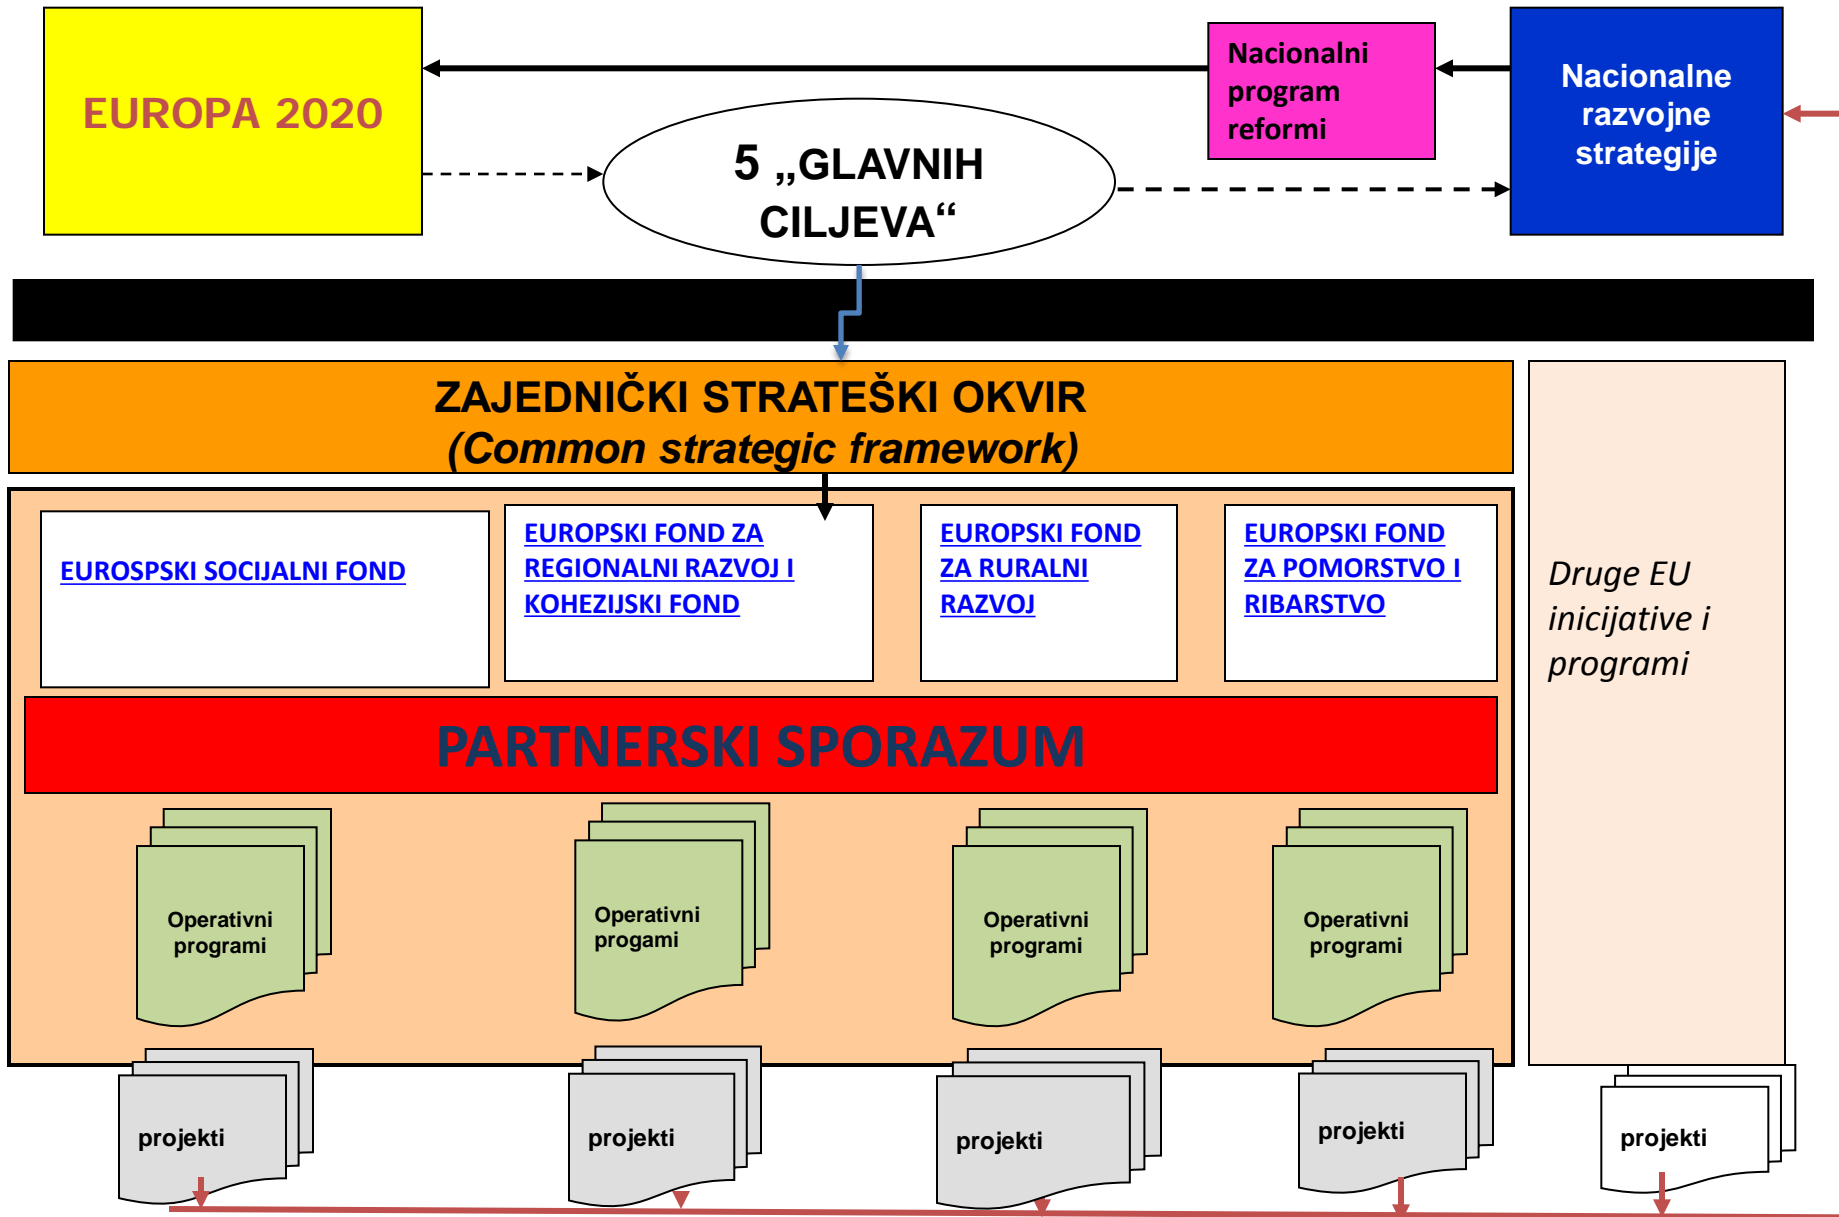 EUROPA 2020
5 „GLAVNIH
CILJEVA“
Nacionalni
program
reformi
Nacionalne
razvojne
strategije
ZAJEDNIČKI STRATEŠKI OKVIR
(Common strategic framework)
EUROSPSKI SOCIJALNI FOND
EUROPSKI FOND ZA
REGIONALNI RAZVOJ I
KOHEZIJSKI FOND
EUROPSKI FOND
ZA RURALNI
RAZVOJ
EUROPSKI FOND
ZA POMORSTVO I
RIBARSTVO
Druge EU
inicijative i
programi
PARTNERSKI SPORAZUM
Operativni
programi
Operativni
progami
Operativni
programi
Operativni
programi
projekti
projekti
projekti
projekti
projekti